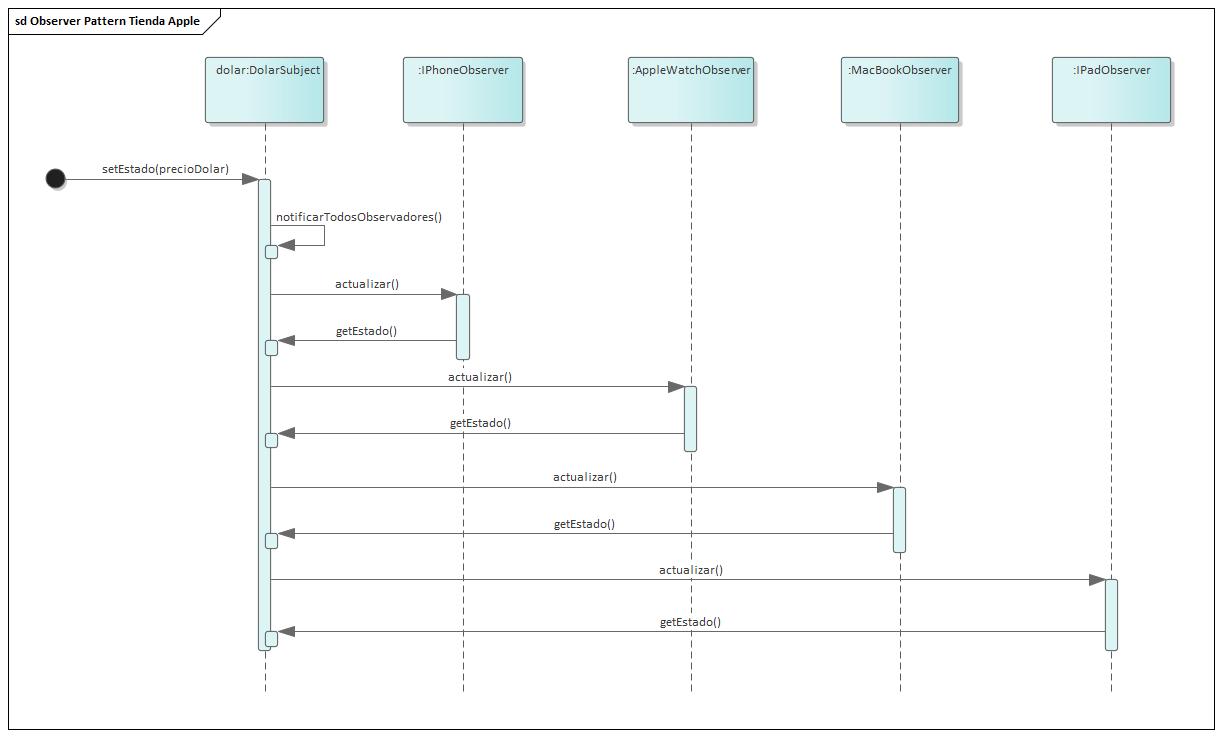 sd Observer Pattern Tienda Apple
dolar:DolarSubject
:IPhoneObserver
:AppleWatchObserver
:MacBookObserver
:IPadObserver
setEstado(precioDolar)
notificarTodosObservadores()
actualizar()
getEstado()
actualizar()
getEstado()
actualizar()
getEstado()
actualizar()
getEstado()